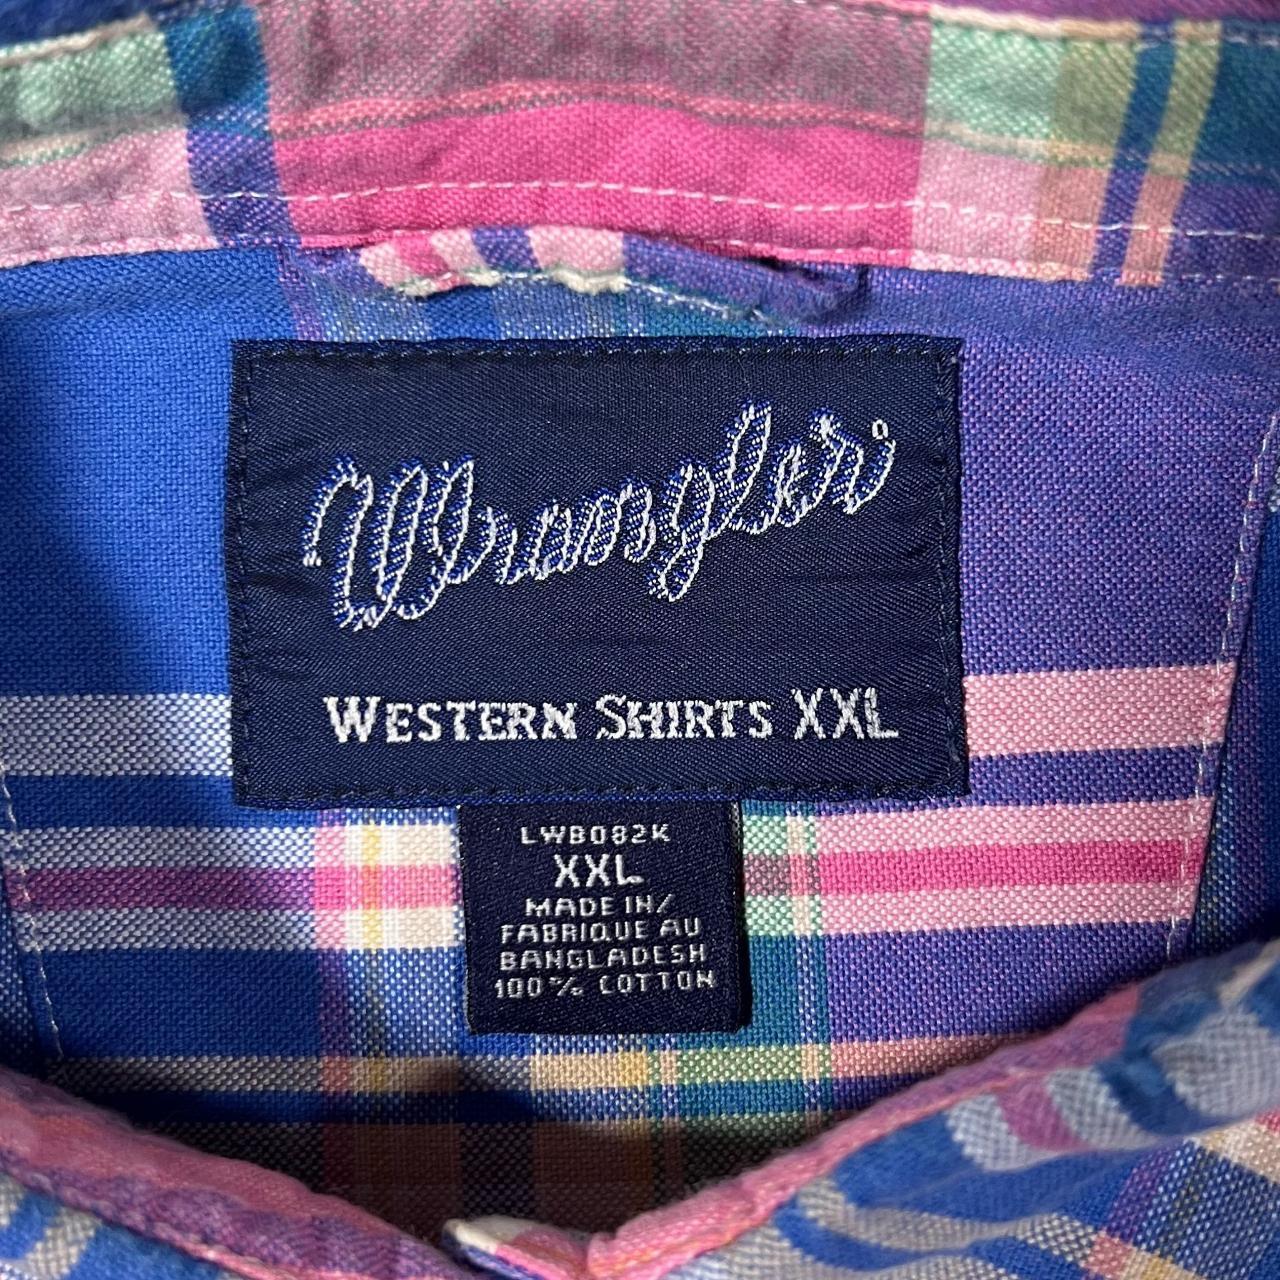 Wrangler®
WESTERN SHIRTS XXL
LWB082K
XXL
MADE IN/
FABRIQUE AU
BANGLADESH
100% COTTON